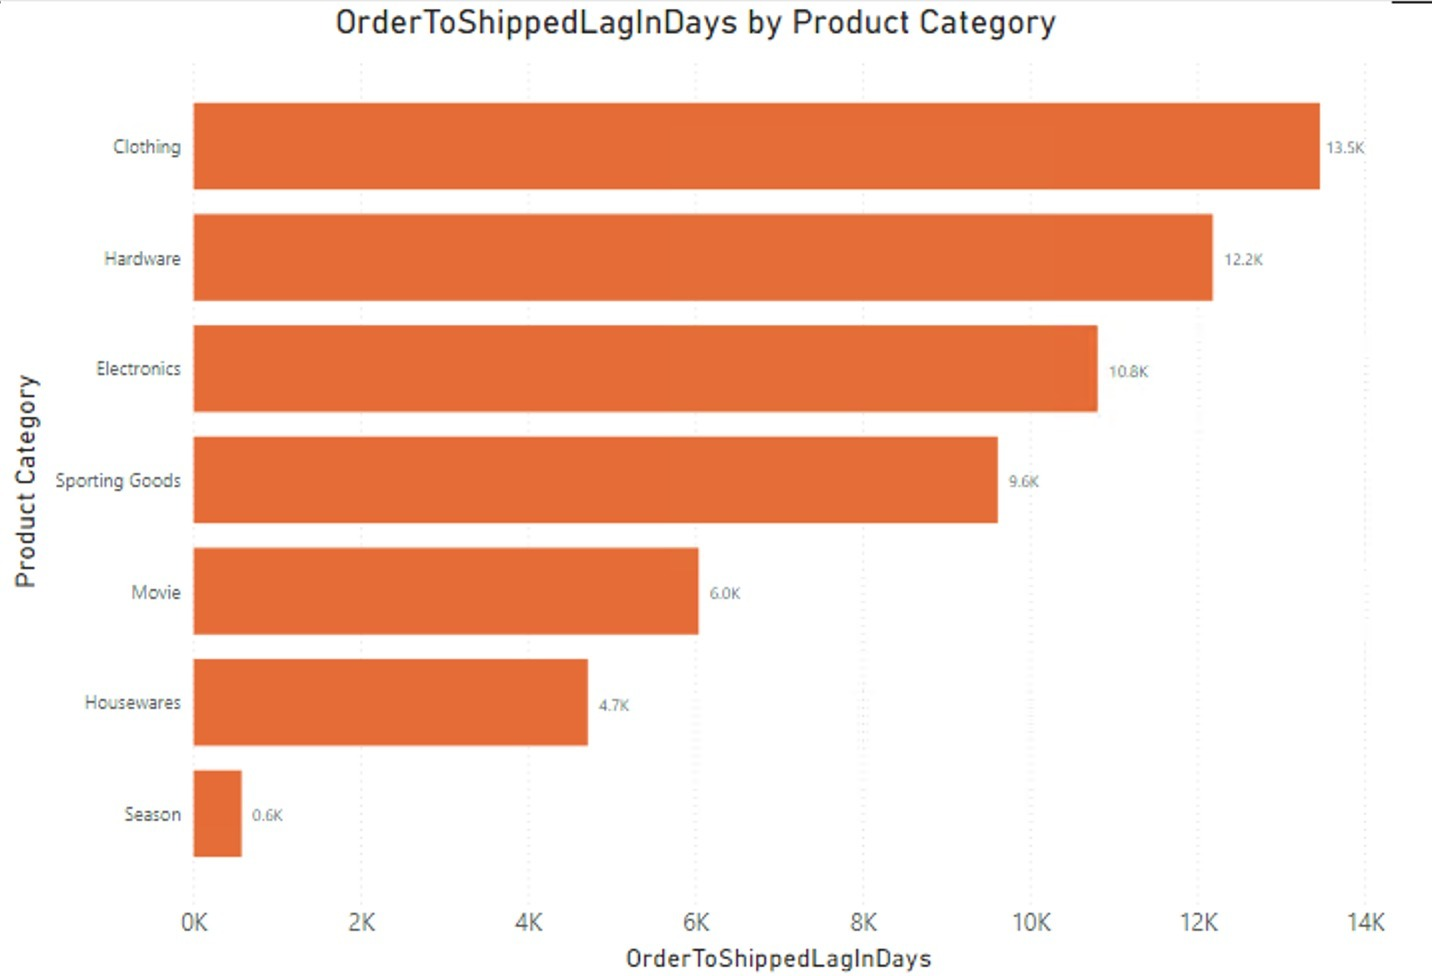 OrderToShippedLagInDays by Product Category
Product Category
Clothing 13.5K
Hardware 12.2K
Electronics 10.8K
Sporting Goods 9.6K
Movie 6.0K
Housewares 4.7K
Season 0.6K
0K 2K 4K 6K 8K 10K 12K 14K
OrderToShippedLagInDays